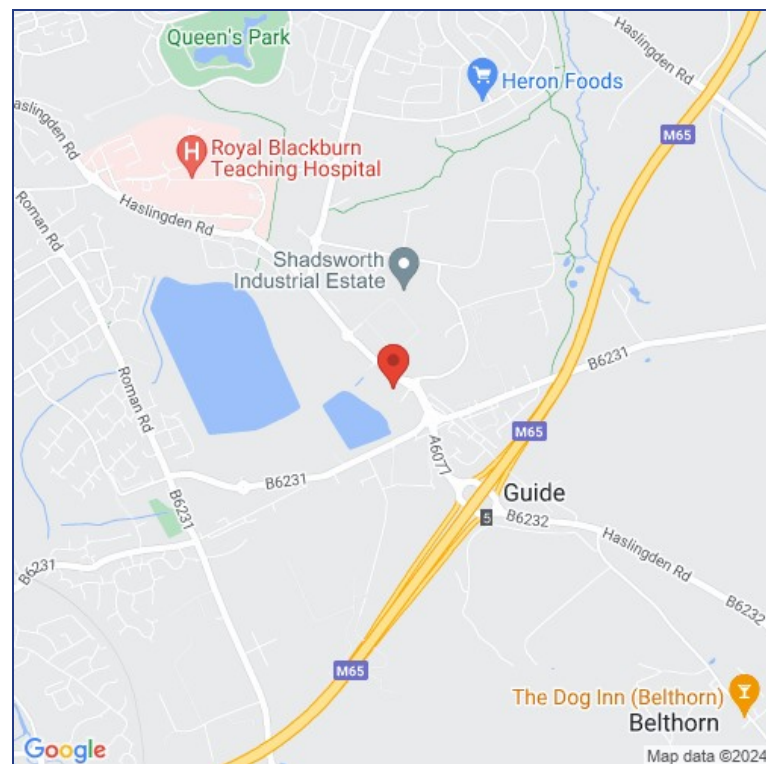 Queen's Park
Haslingden Rd
Heron Foods
M65
aslingden Rd
Royal Blackburn
Teaching Hospital
Roman Rd
Haslingden Rd
Shadsworth
Industrial Estate
B6231
Roman Rd
M65
A6077
B6231
Guide
5
B6232
B6231
B6231
Haslingden Rd
B6232
M65
The Dog Inn (Belthorn)
Belthorn
Google
Map data ©2024